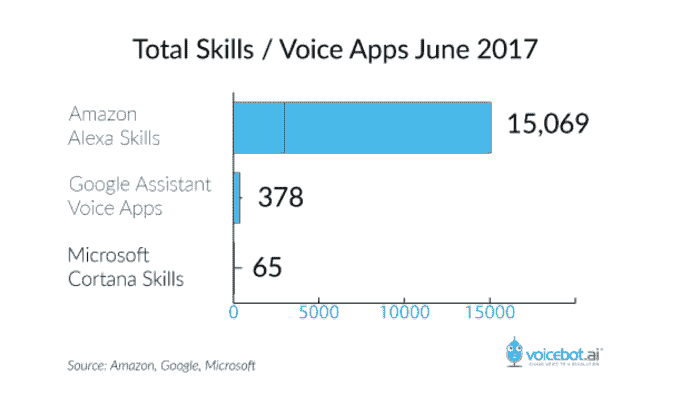 Total Skills / Voice Apps June 2017
Amazon
Alexa Skills
15,069
Google Assistant
Voice Apps
378
Microsoft
Cortana Skills
65
0 5000 10000 15000
voicebot.ai
Source: Amazon, Google, Microsoft